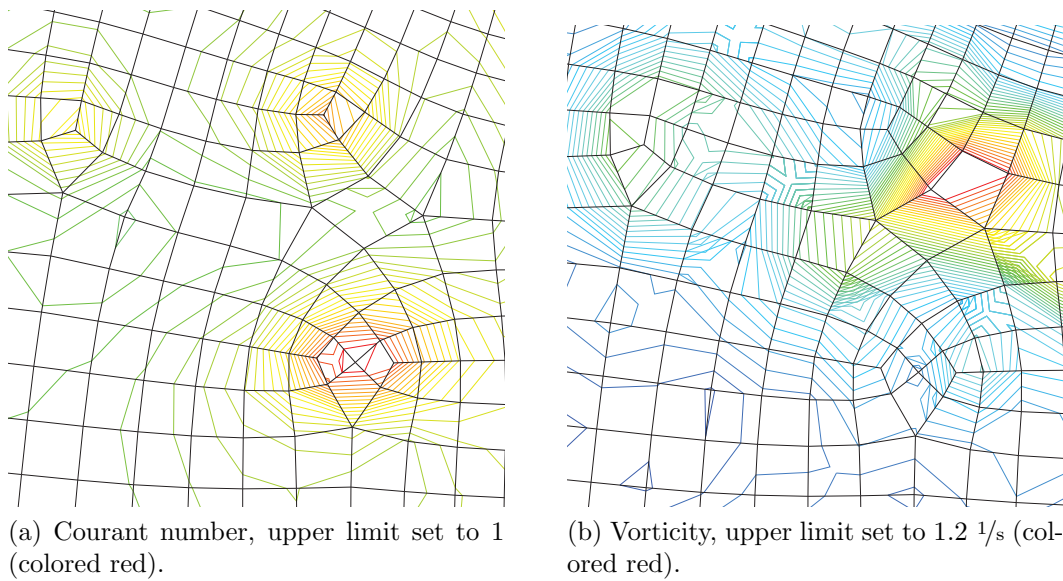 (a) Courant number, upper limit set to 1
(colored red).
(b) Vorticity, upper limit set to 1.2 1/s (col-
ored red).